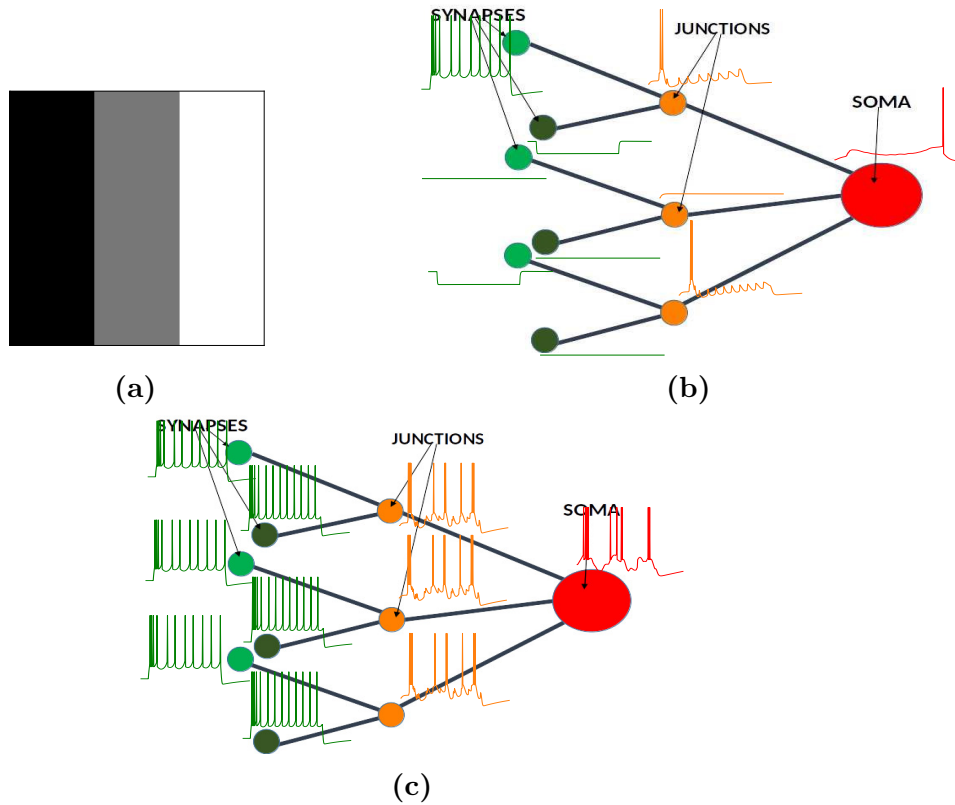 SYNAPSES
JUNCTIONS
SOMA
(a)
(b)
SYNAPSES
JUNCTIONS
SOMA
(c)